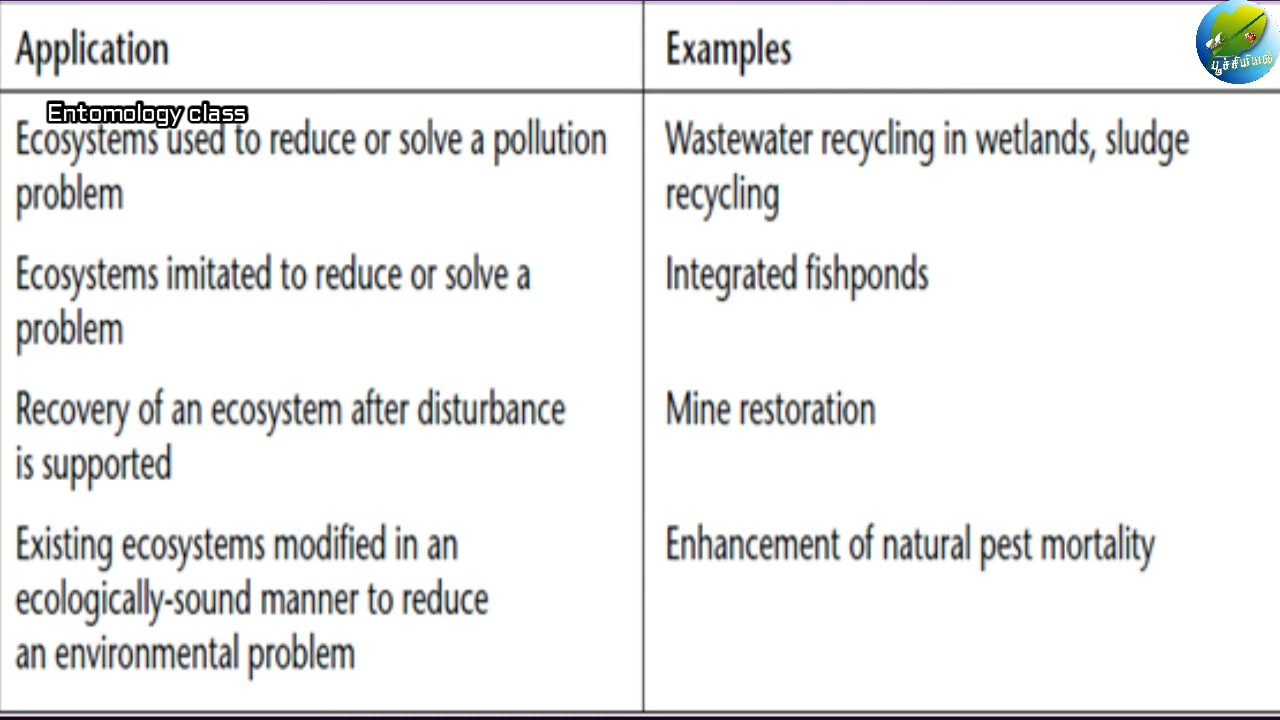 Application
Examples
பூச்சியியல்
Entomology class
Ecosystems used to reduce or solve a pollution
problem
Wastewater recycling in wetlands, sludge
recycling
Ecosystems imitated to reduce or solve a
problem
Integrated fishponds
Recovery of an ecosystem after disturbance
is supported
Mine restoration
Existing ecosystems modified in an
ecologically-sound manner to reduce
an environmental problem
Enhancement of natural pest mortality